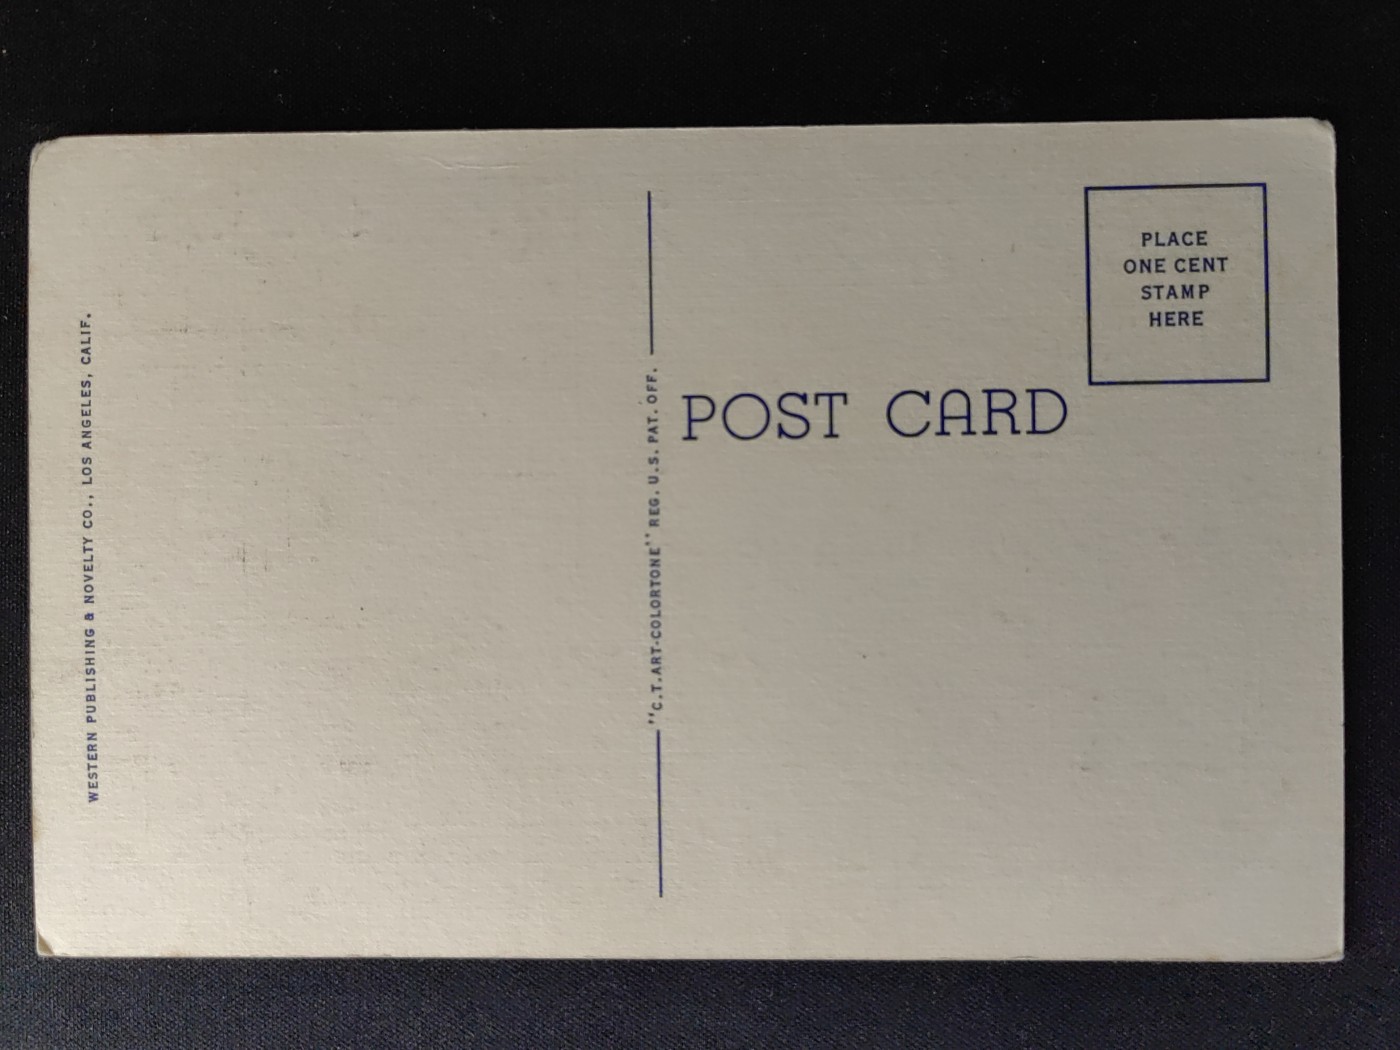 WESTERN PUBLISHING & NOVELTY CO., LOS ANGELES, CALIF.
"C.T. ART-COLORTONE" REG. U.S. PAT. OFF.
POST CARD
PLACE
ONE CENT
STAMP
HERE